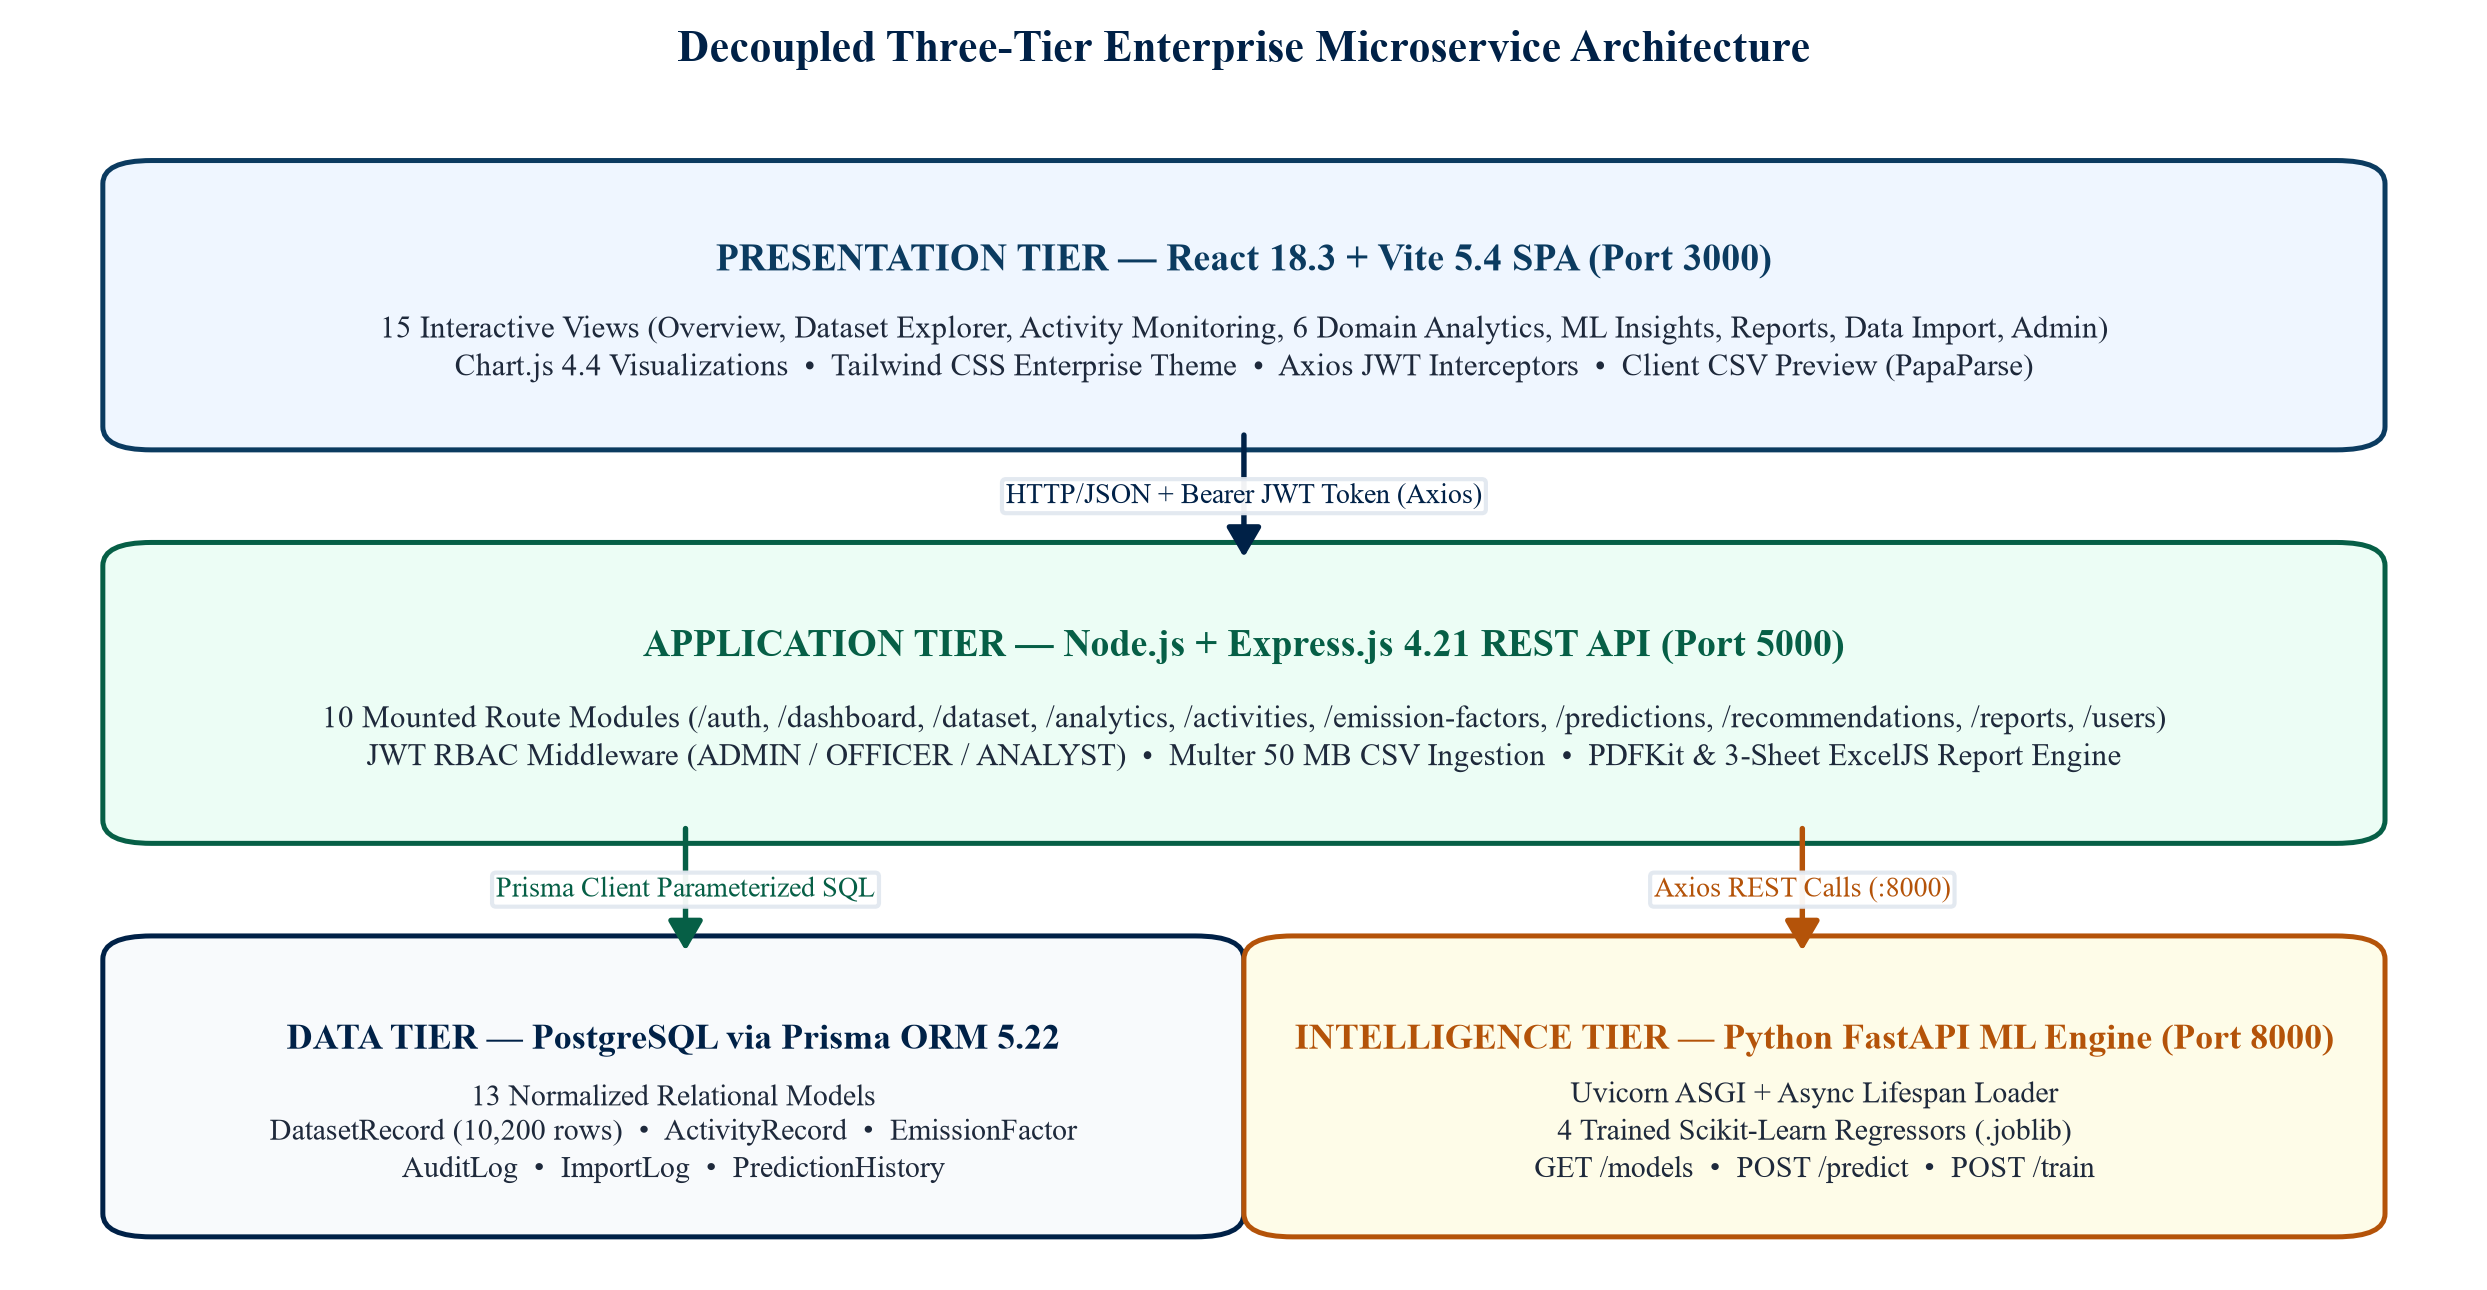 Decoupled Three-Tier Enterprise Microservice Architecture
PRESENTATION TIER — React 18.3 + Vite 5.4 SPA (Port 3000)
15 Interactive Views (Overview, Dataset Explorer, Activity Monitoring, 6 Domain Analytics, ML Insights, Reports, Data Import, Admin)
Chart.js 4.4 Visualizations • Tailwind CSS Enterprise Theme • Axios JWT Interceptors • Client CSV Preview (PapaParse)
HTTP/JSON + Bearer JWT Token (Axios)
APPLICATION TIER — Node.js + Express.js 4.21 REST API (Port 5000)
10 Mounted Route Modules (/auth, /dashboard, /dataset, /analytics, /activities, /emission-factors, /predictions, /recommendations, /reports, /users)
JWT RBAC Middleware (ADMIN / OFFICER / ANALYST) • Multer 50 MB CSV Ingestion • PDFKit & 3-Sheet ExcelJS Report Engine
Prisma Client Parameterized SQL
Axios REST Calls (:8000)
DATA TIER — PostgreSQL via Prisma ORM 5.22
13 Normalized Relational Models
DatasetRecord (10,200 rows) • ActivityRecord • EmissionFactor
AuditLog • ImportLog • PredictionHistory
INTELLIGENCE TIER — Python FastAPI ML Engine (Port 8000)
Uvicorn ASGI + Async Lifespan Loader
4 Trained Scikit-Learn Regressors (.joblib)
GET /models • POST /predict • POST /train